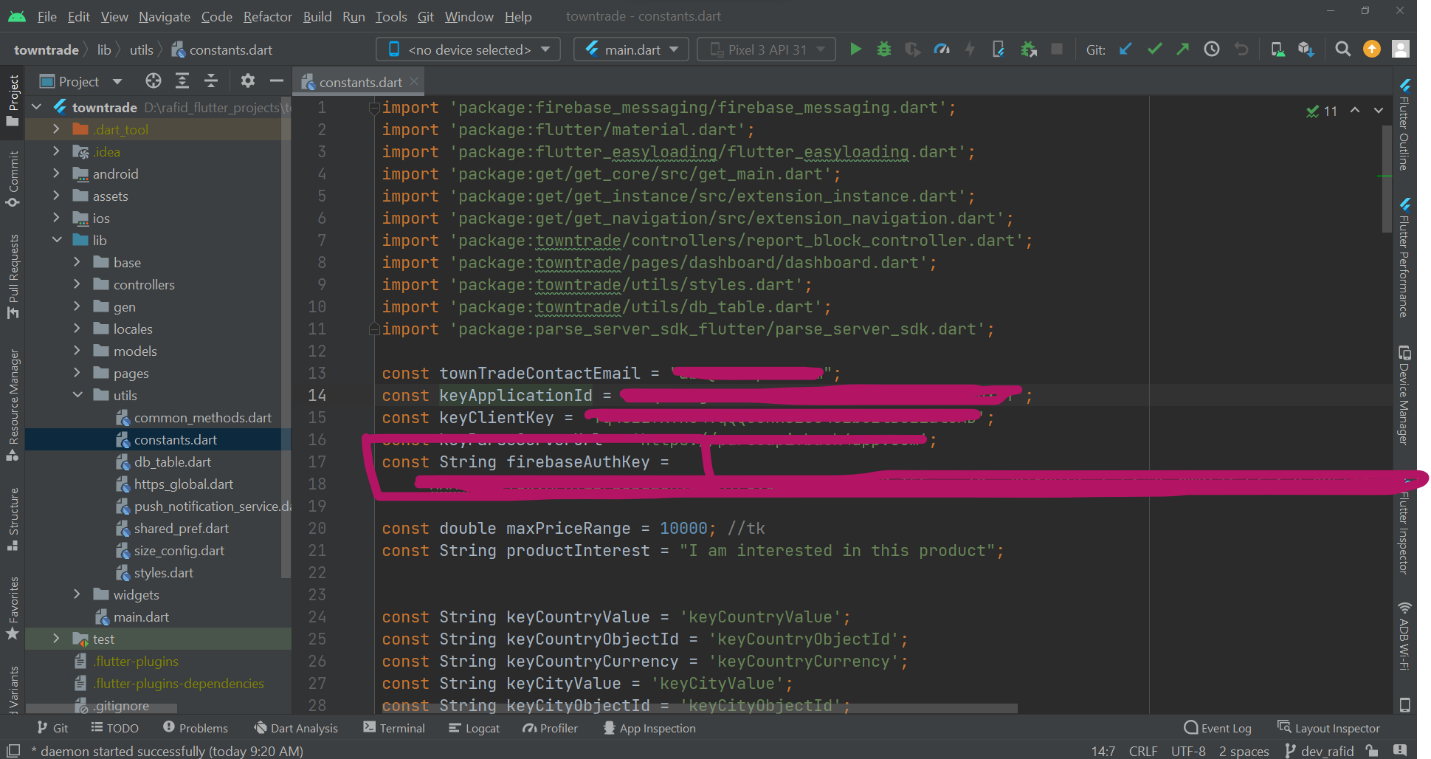 File Edit View Navigate Code Refactor Build Run Tools Git Window Help towntrade - constants.dart
towntrade lib utils constants.dart <no device selected> main.dart Pixel 3 API 31 Git:
Project constants.dart
towntrade D:\rafid_flutter_projects\t
.dart_tool
.idea
android
assets
ios
lib
base
controllers
gen
locales
models
pages
utils
common_methods.dart
constants.dart
db_table.dart
https_global.dart
push_notification_service.da
shared_pref.dart
size_config.dart
styles.dart
widgets
main.dart
test
.flutter-plugins
.flutter-plugins-dependencies
.gitignore
Project
Commit
Pull Requests
Resource Manager
Structure
Favorites
Variants
1 import 'package:firebase_messaging/firebase_messaging.dart';
2 import 'package:flutter/material.dart';
3 import 'package:flutter_easyloading/flutter_easyloading.dart';
4 import 'package:get/get_core/src/get_main.dart';
5 import 'package:get/get_instance/src/extension_instance.dart';
6 import 'package:get/get_navigation/src/extension_navigation.dart';
7 import 'package:towntrade/controllers/report_block_controller.dart';
8 import 'package:towntrade/pages/dashboard/dashboard.dart';
9 import 'package:towntrade/utils/styles.dart';
10 import 'package:towntrade/utils/db_table.dart';
11 import 'package:parse_server_sdk_flutter/parse_server_sdk.dart';
12
13 const townTradeContactEmail = ";
14 const keyApplicationId = ;
15 const keyClientKey = ';
16 const ;
17 const String firebaseAuthKey =
18
19
20 const double maxPriceRange = 10000; //tk
21 const String productInterest = "I am interested in this product";
22
23
24 const String keyCountryValue = 'keyCountryValue';
25 const String keyCountryObjectId = 'keyCountryObjectId';
26 const String keyCountryCurrency = 'keyCountryCurrency';
27 const String keyCityValue = 'keyCityValue';
28 const String keyCityObjectId = 'keyCityObjectId';
11
Flutter Outline
Flutter Performance
Device Manager
Flutter Inspector
ADB Wi-Fi
Git TODO Problems Dart Analysis Terminal Logcat Profiler App Inspection Event Log Layout Inspector
* daemon started successfully (today 9:20 AM) 14:7 CRLF UTF-8 2 spaces dev_rafid